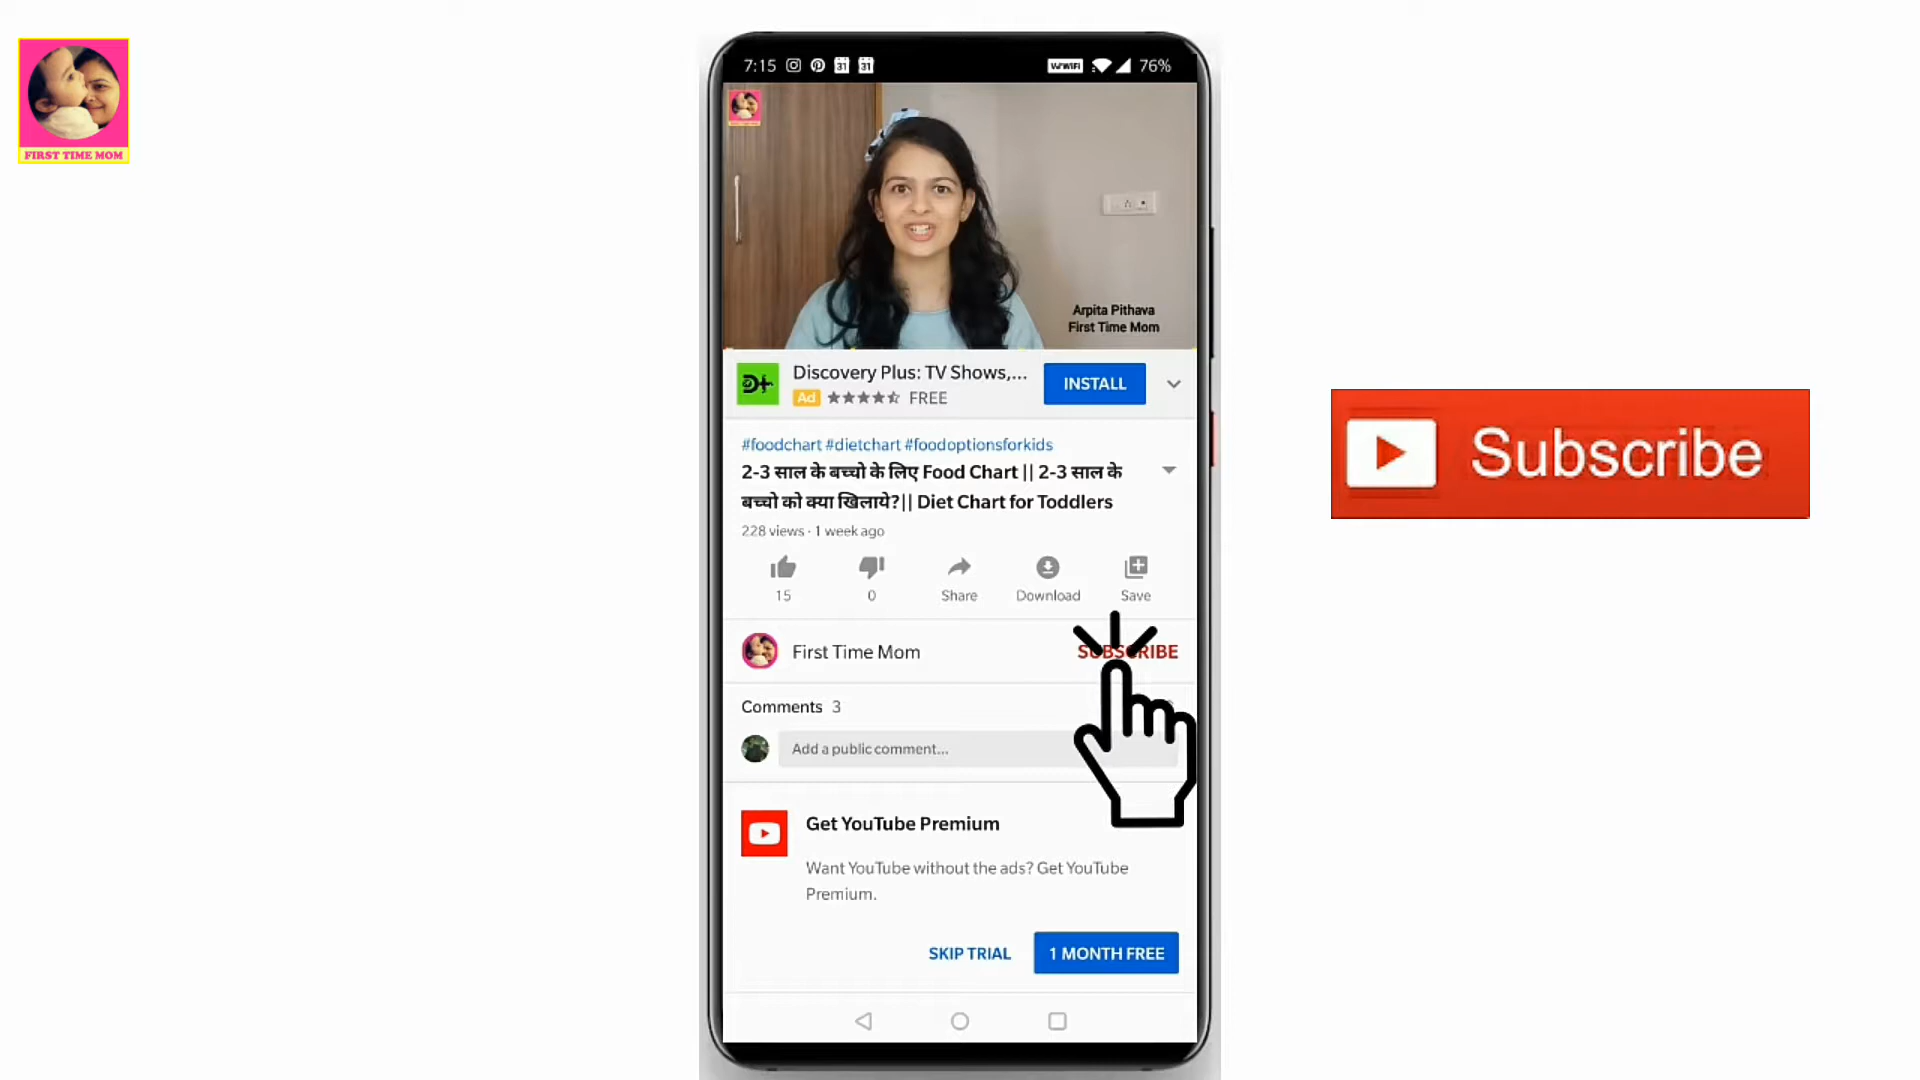 FIRST TIME MOM
7:15
31
31
VoWiFi
76%
Arpita Pithava
First Time Mom
Discovery Plus: TV Shows,...
Ad
FREE
INSTALL
#foodchart #dietchart #foodoptionsforkids
2-3 साल के बच्चो के लिए Food Chart || 2-3 साल के
बच्चो को क्या खिलाये?|| Diet Chart for Toddlers
228 views · 1 week ago
15
0
Share
Download
Save
First Time Mom
SUBSCRIBE
Comments 3
Add a public comment...
Get YouTube Premium
Want YouTube without the ads? Get YouTube
Premium.
SKIP TRIAL
1 MONTH FREE
Subscribe